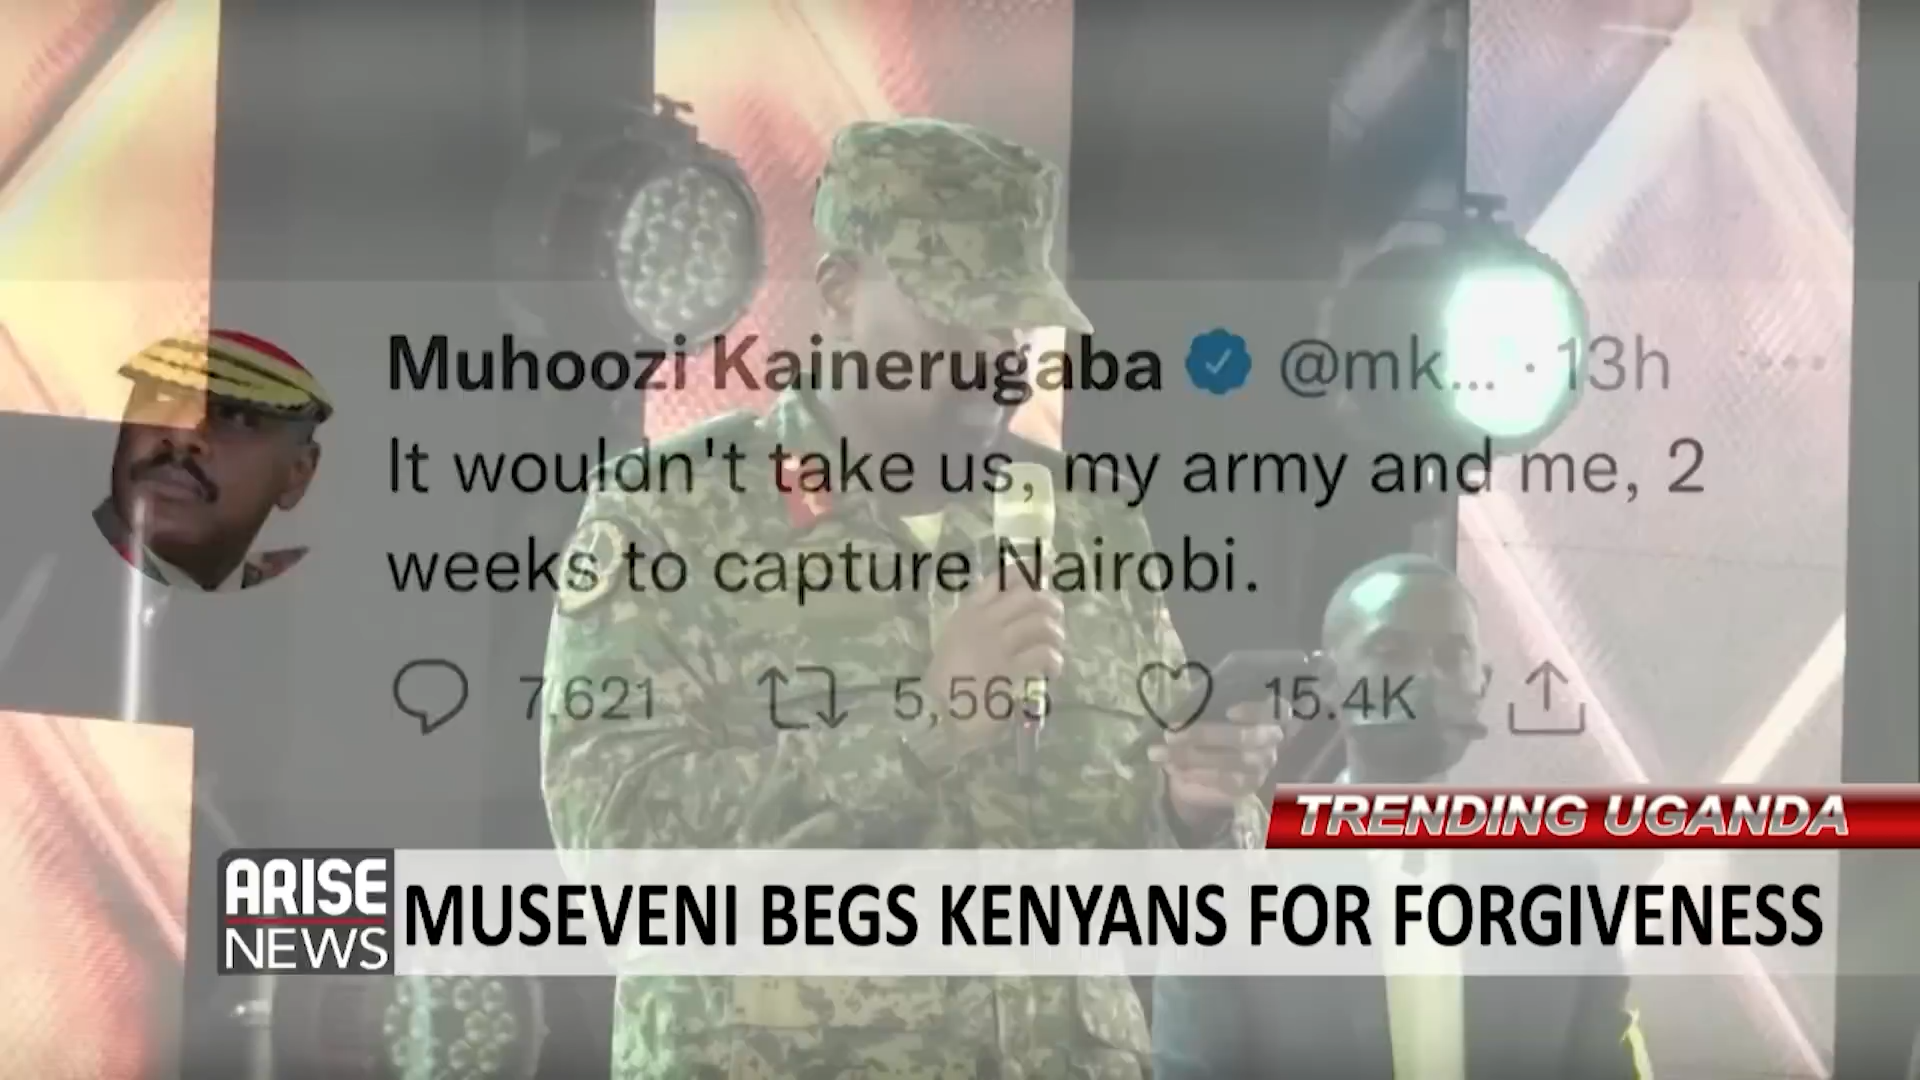 Muhoozi Kainerugaba @mk... · 13h
It wouldn't take us, my army and me, 2
weeks to capture Nairobi.
7,621 5,565 15.4K
TRENDING UGANDA
ARISE
NEWS
MUSEVENI BEGS KENYANS FOR FORGIVENESS